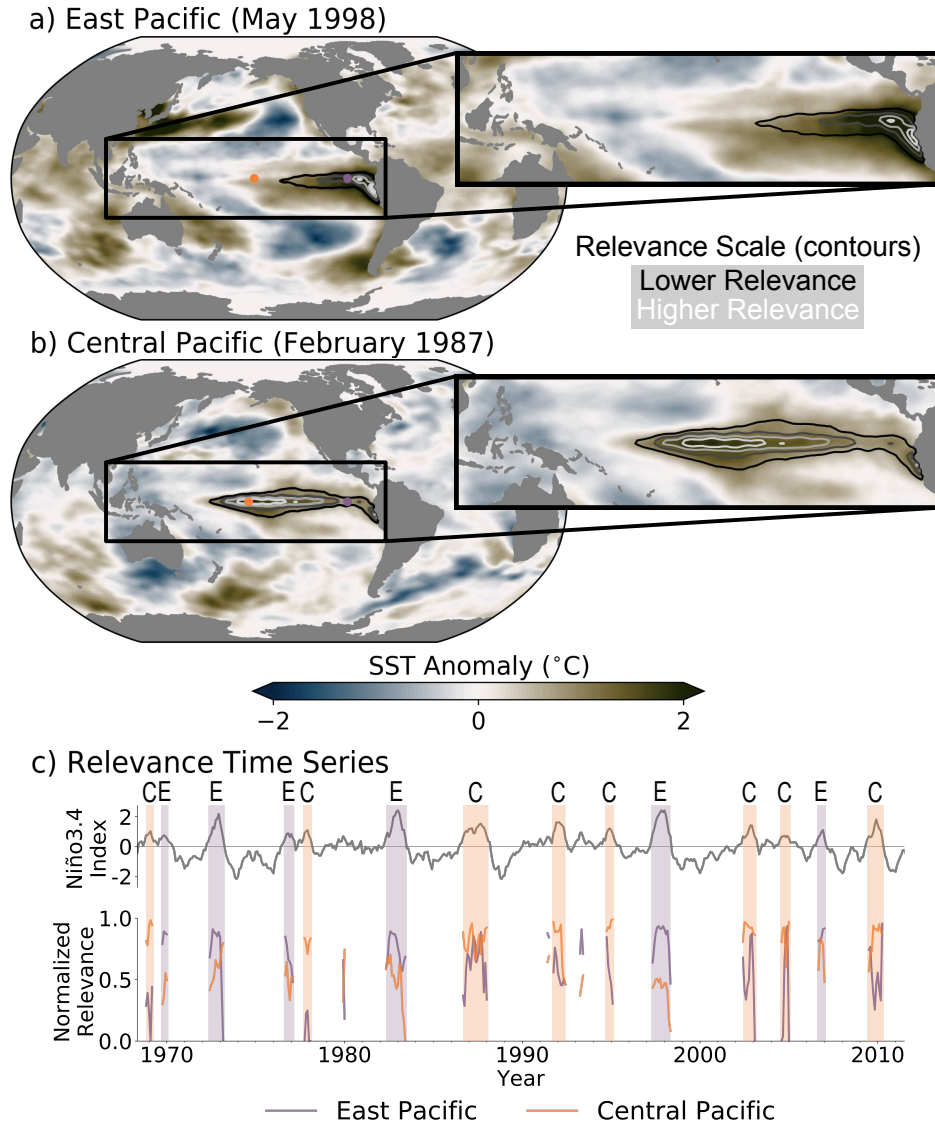 a) East Pacific (May 1998)
Relevance Scale (contours)
Lower Relevance
Higher Relevance
b) Central Pacific (February 1987)
SST Anomaly (°C)
−2 0 2
c) Relevance Time Series
C E E E C E C C C E C C E C
Niño3.4
Index
2
0
-2
Normalized
Relevance
1.0
0.5
0.0
1970 1980 1990 2000 2010
Year
East Pacific Central Pacific